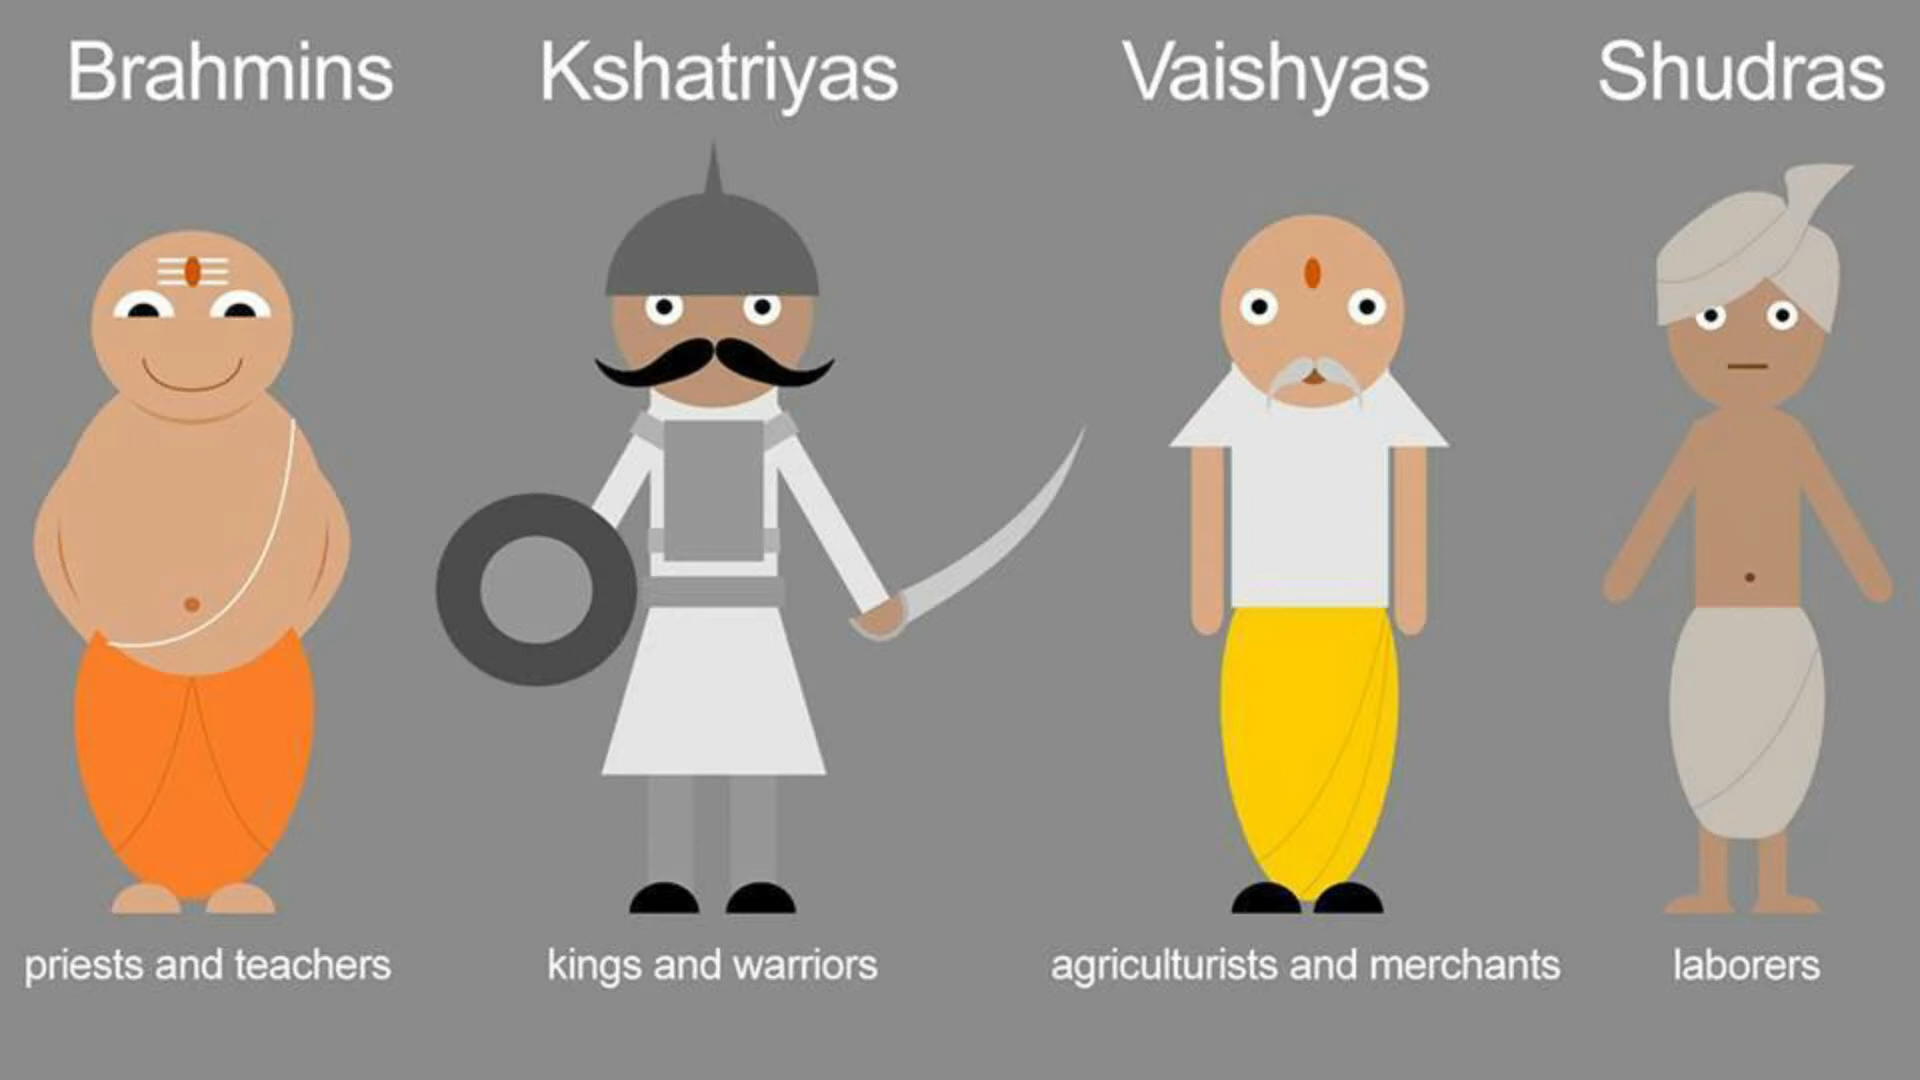 Brahmins
Kshatriyas
Vaishyas
Shudras
priests and teachers
kings and warriors
agriculturists and merchants
laborers